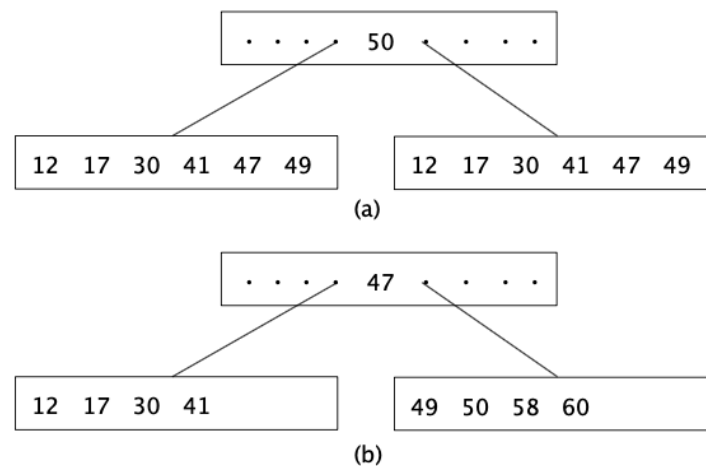 . . . . 50 . . . .
12 17 30 41 47 49 12 17 30 41 47 49
(a)
. . . . 47 . . . .
12 17 30 41 49 50 58 60
(b)